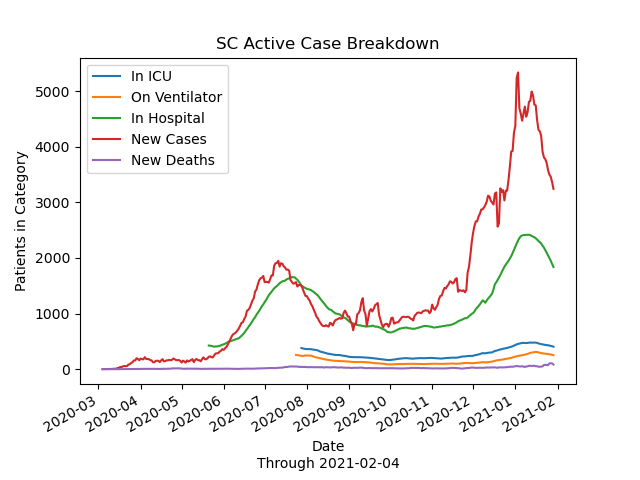 SC Active Case Breakdown
In ICU
On Ventilator
In Hospital
New Cases
New Deaths
Patients in Category
5000
4000
3000
2000
1000
0
2020-03
2020-04
2020-05
2020-06
2020-07
2020-08
2020-09
2020-10
2020-11
2020-12
2021-01
2021-02
Date
Through 2021-02-04